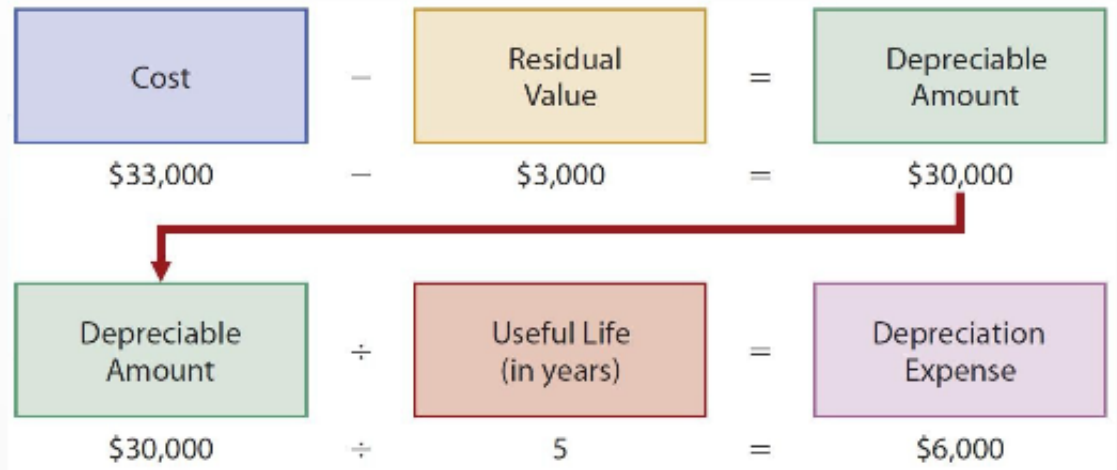 Cost
−
Residual
Value
=
Depreciable
Amount
$33,000 − $3,000 = $30,000
Depreciable
Amount
÷
Useful Life
(in years)
=
Depreciation
Expense
$30,000 ÷ 5 = $6,000